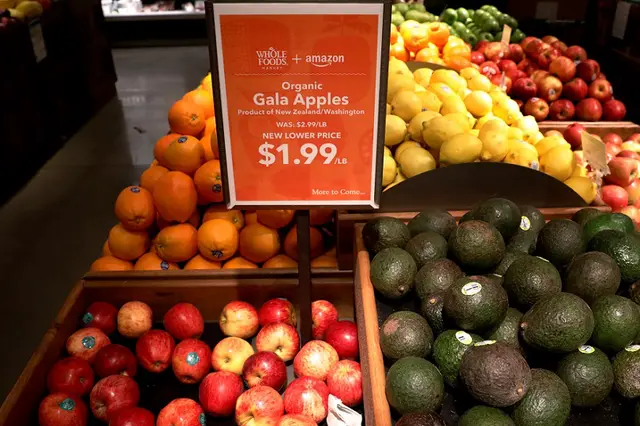 WHOLE
FOODS + amazon
MARKET
Organic
Gala Apples
Product of New Zealand/Washington
WAS: $2.99/LB
NEW LOWER PRICE
$1.99/LB
More to Come...